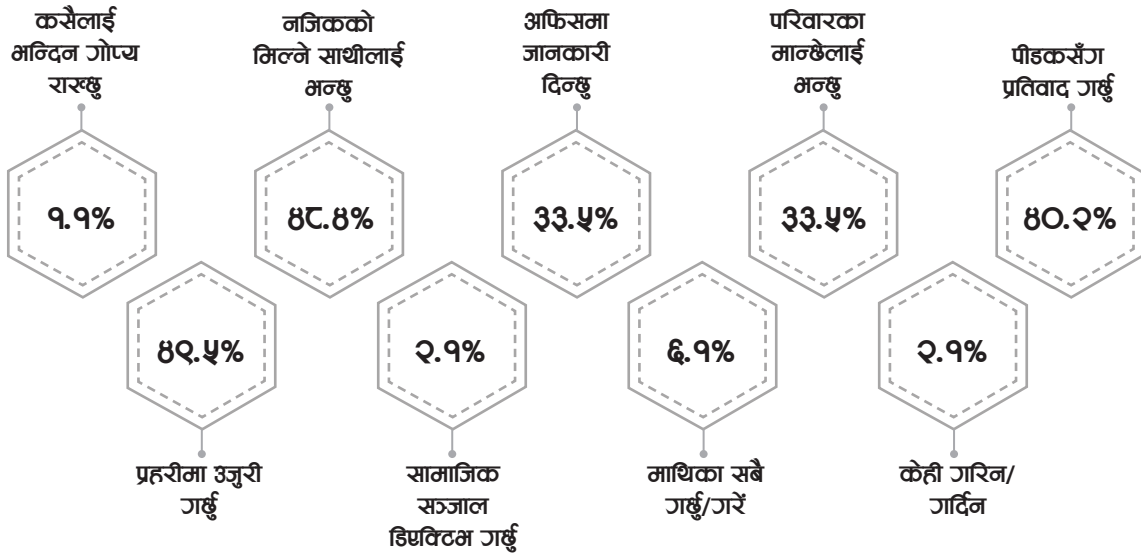 कसैलाई
भन्दिन गोप्य
राख्छु
१.१%
प्रहरीमा उजुरी
गर्छु
४९.५%
नजिकको
मिल्ने साथीलाई
भन्छु
४८.४%
सामाजिक
सञ्जाल
डिएक्टिभ गर्छु
२.१%
अफिसमा
जानकारी
दिन्छु
३३.५%
माथिका सबै
गर्छु/गरें
६.१%
परिवारका
मान्छेलाई
भन्छु
३३.५%
केही गरिन/
गर्दिन
२.१%
पीडकसँग
प्रतिवाद गर्छु
४०.२%